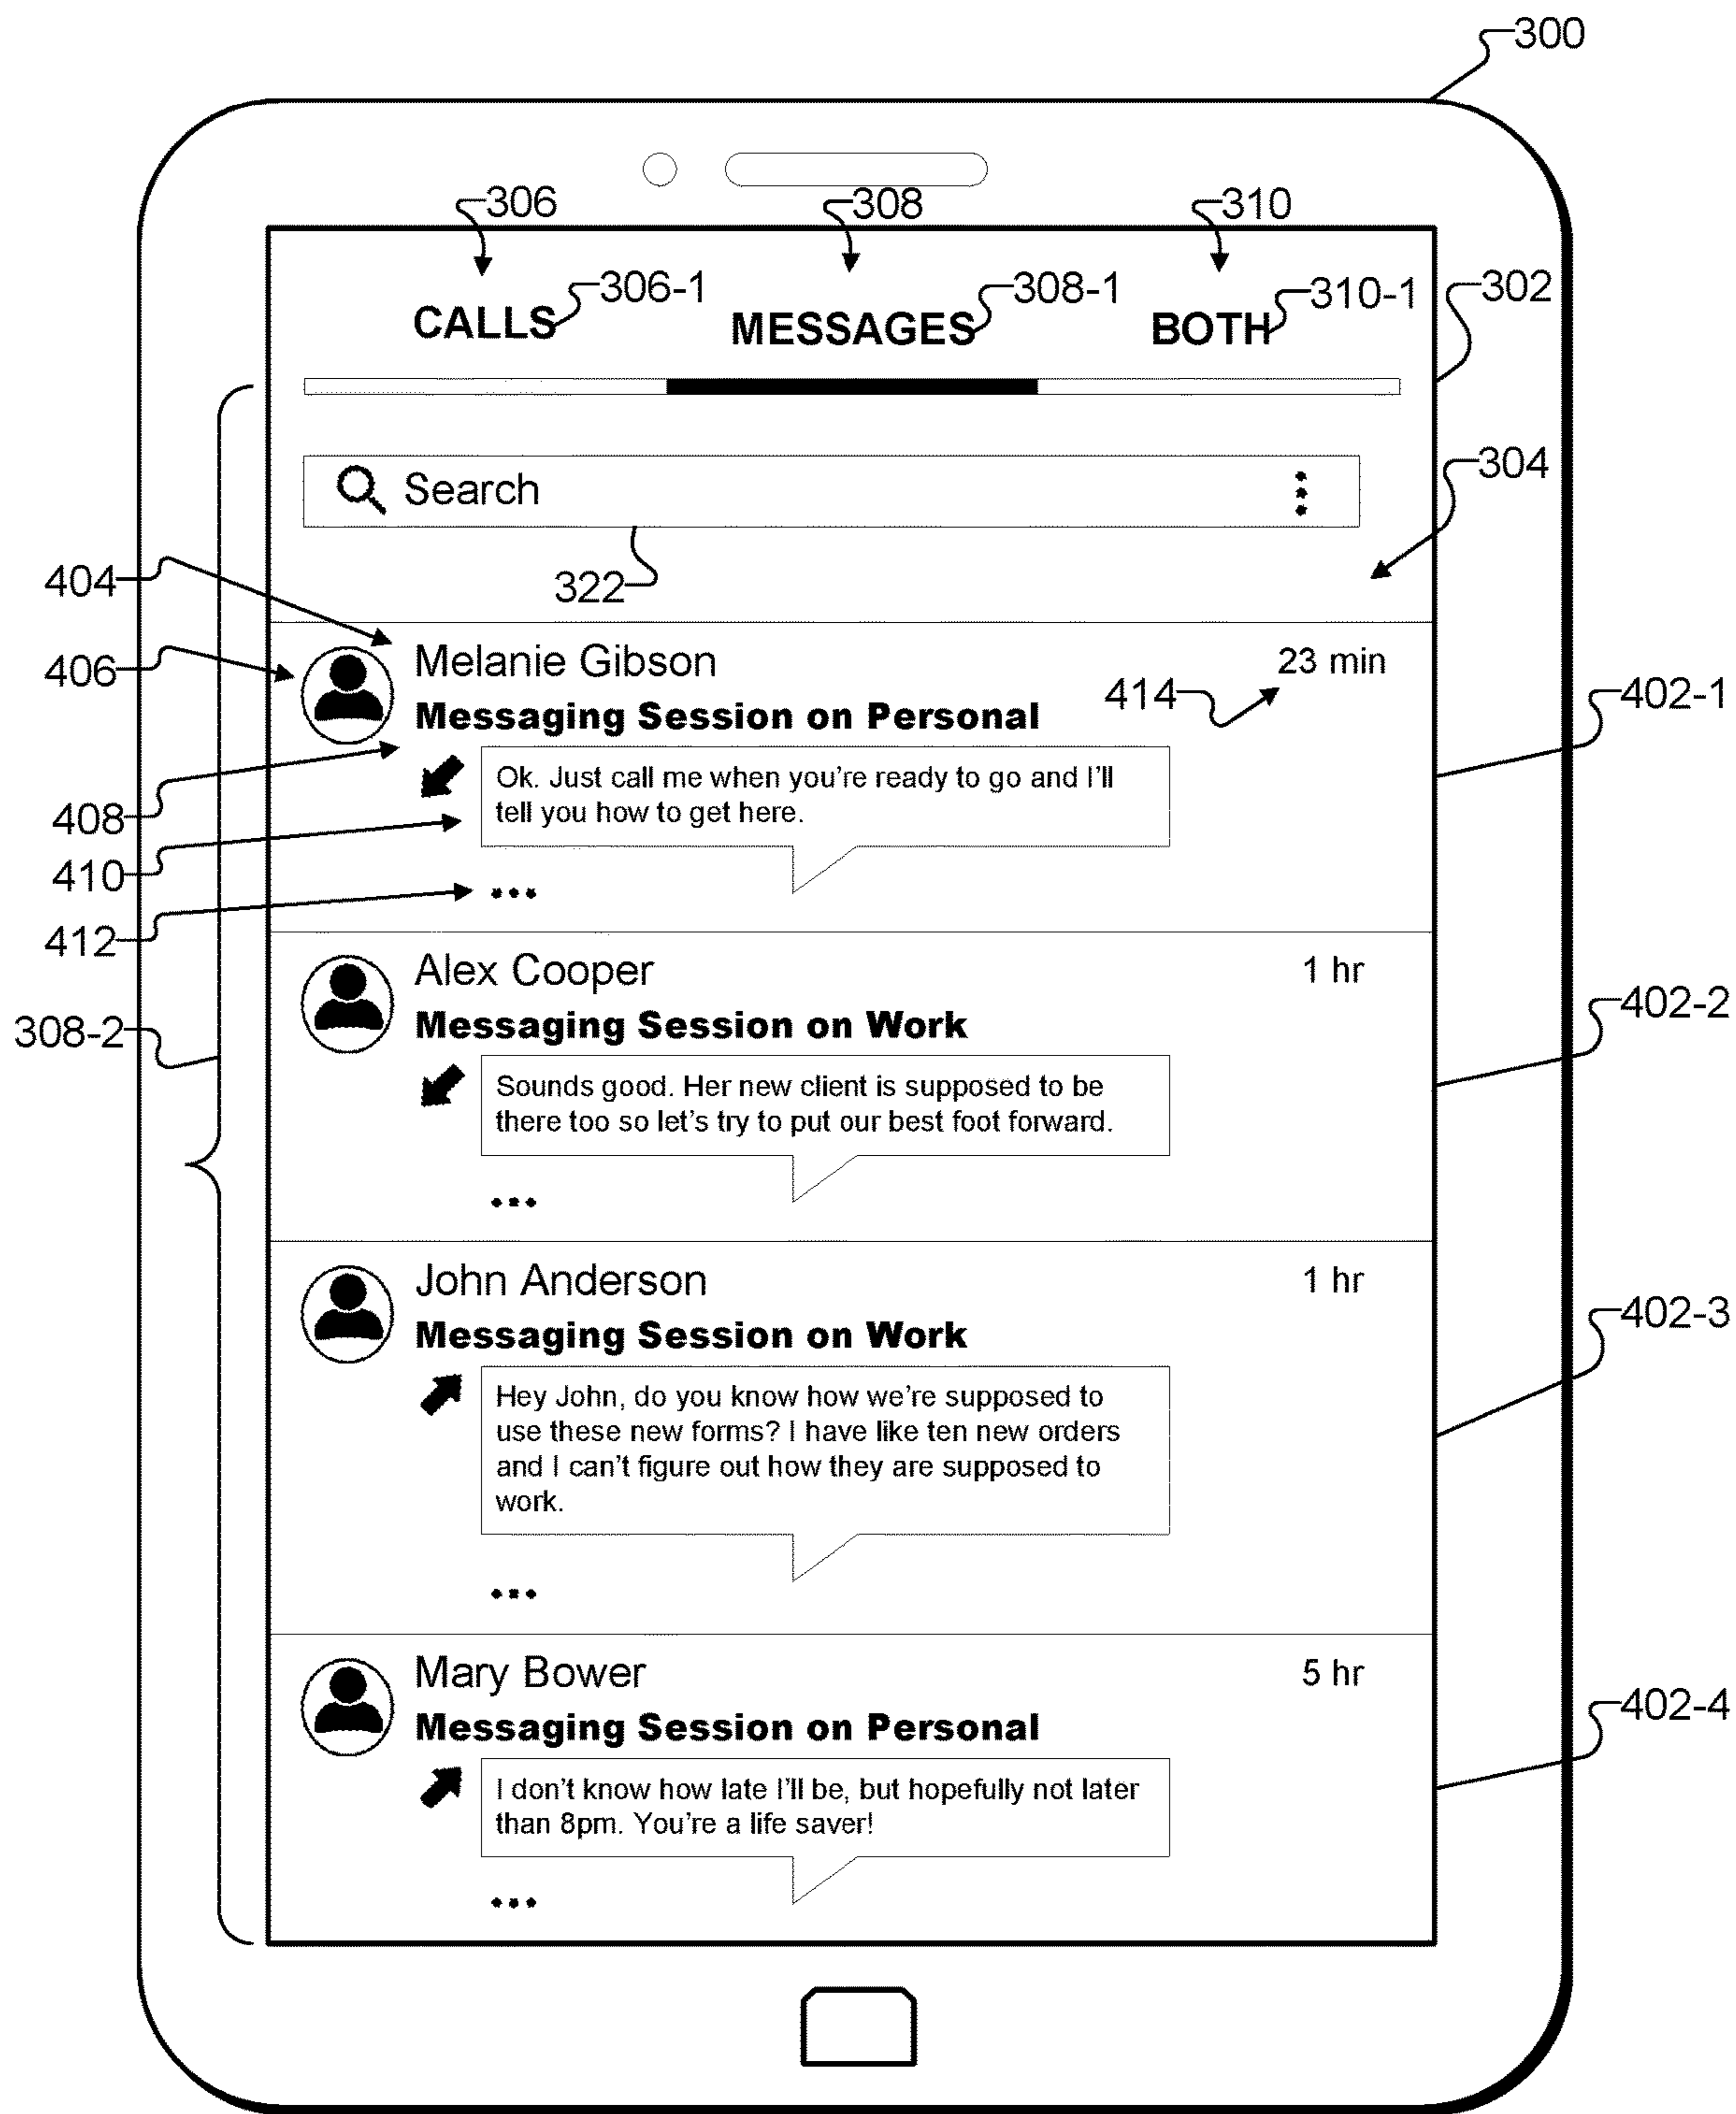 300
306
308
310
306-1
308-1
310-1
302
CALLS
MESSAGES
BOTH
Search
304
322
404
406
Melanie Gibson
23 min
414
402-1
Messaging Session on Personal
408
Ok. Just call me when you're ready to go and I'll
tell you how to get here.
410
412
...
Alex Cooper
1 hr
402-2
308-2
Messaging Session on Work
Sounds good. Her new client is supposed to be
there too so let's try to put our best foot forward.
...
John Anderson
1 hr
402-3
Messaging Session on Work
Hey John, do you know how we're supposed to
use these new forms? I have like ten new orders
and I can't figure out how they are supposed to
work.
...
Mary Bower
5 hr
402-4
Messaging Session on Personal
I don't know how late I'll be, but hopefully not later
than 8pm. You're a life saver!
...